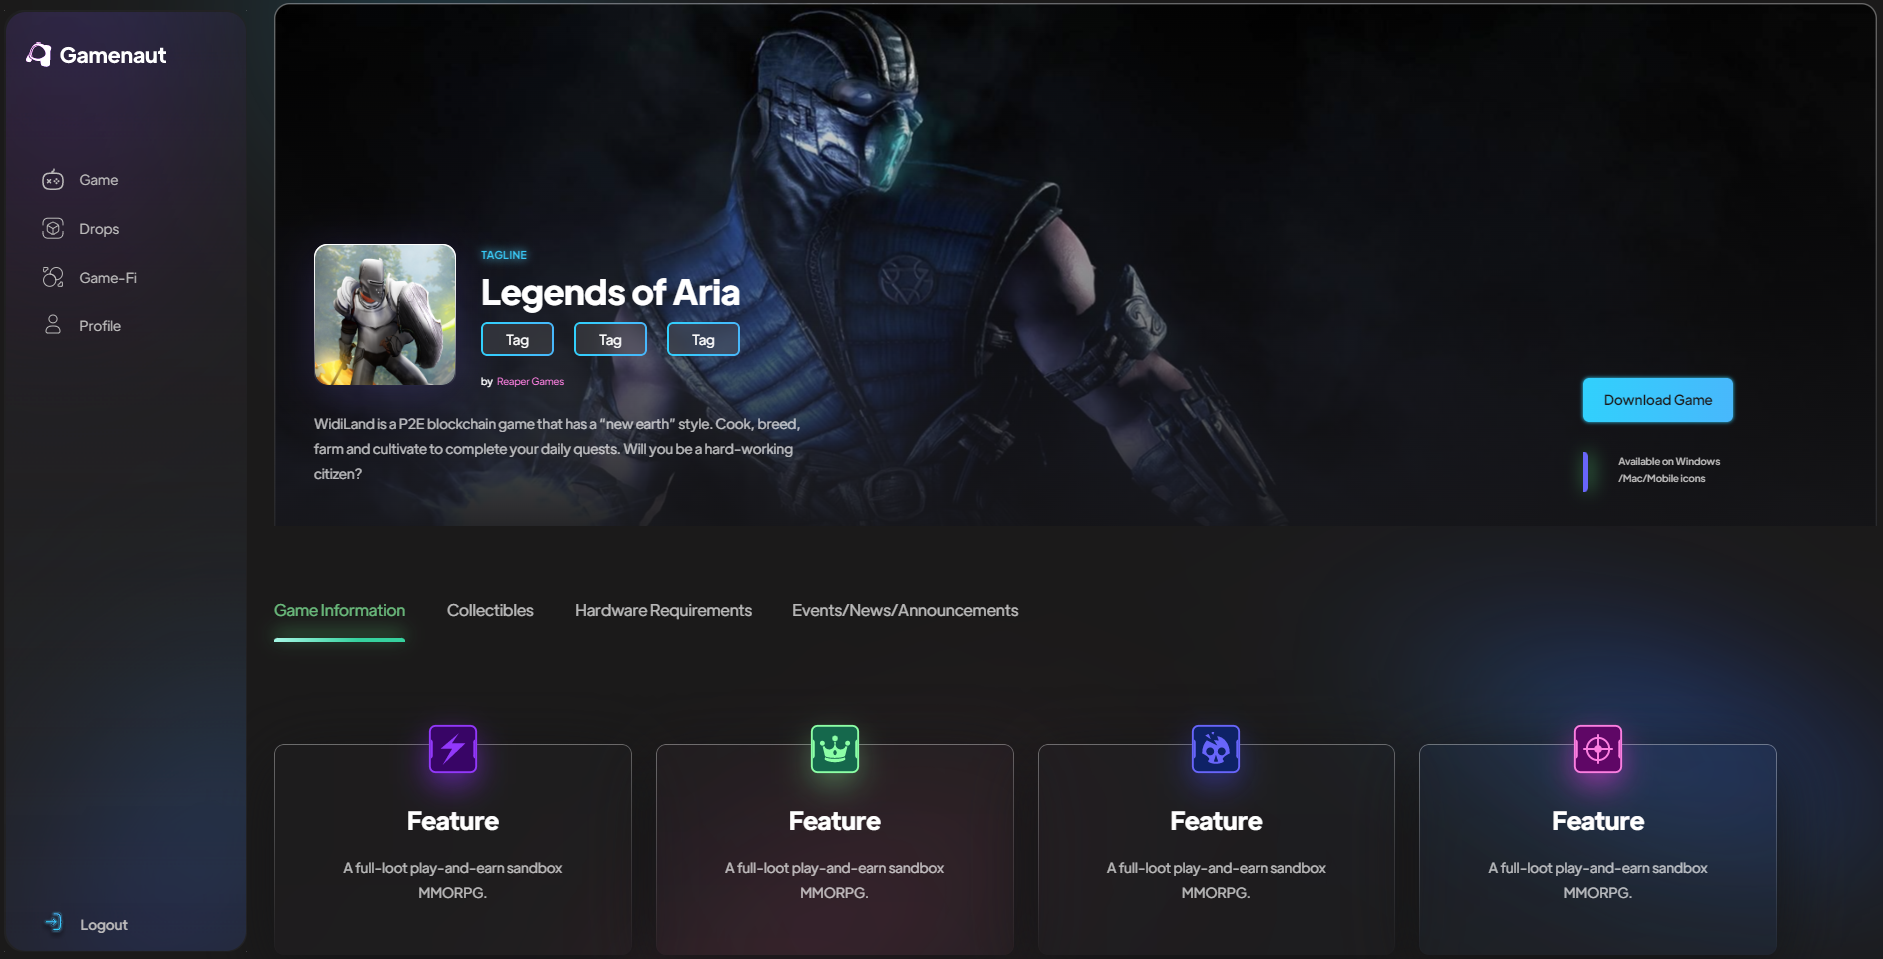 Gamenaut
Game
Drops
Game-Fi
Profile
Logout
TAGLINE
Legends of Aria
Tag Tag Tag
by Reaper Games
WidiLand is a P2E blockchain game that has a “new earth” style. Cook, breed,
farm and cultivate to complete your daily quests. Will you be a hard-working
citizen?
Download Game
Available on Windows
/Mac/Mobile icons
Game Information Collectibles Hardware Requirements Events/News/Announcements
Feature
A full-loot play-and-earn sandbox
MMORPG.
Feature
A full-loot play-and-earn sandbox
MMORPG.
Feature
A full-loot play-and-earn sandbox
MMORPG.
Feature
A full-loot play-and-earn sandbox
MMORPG.